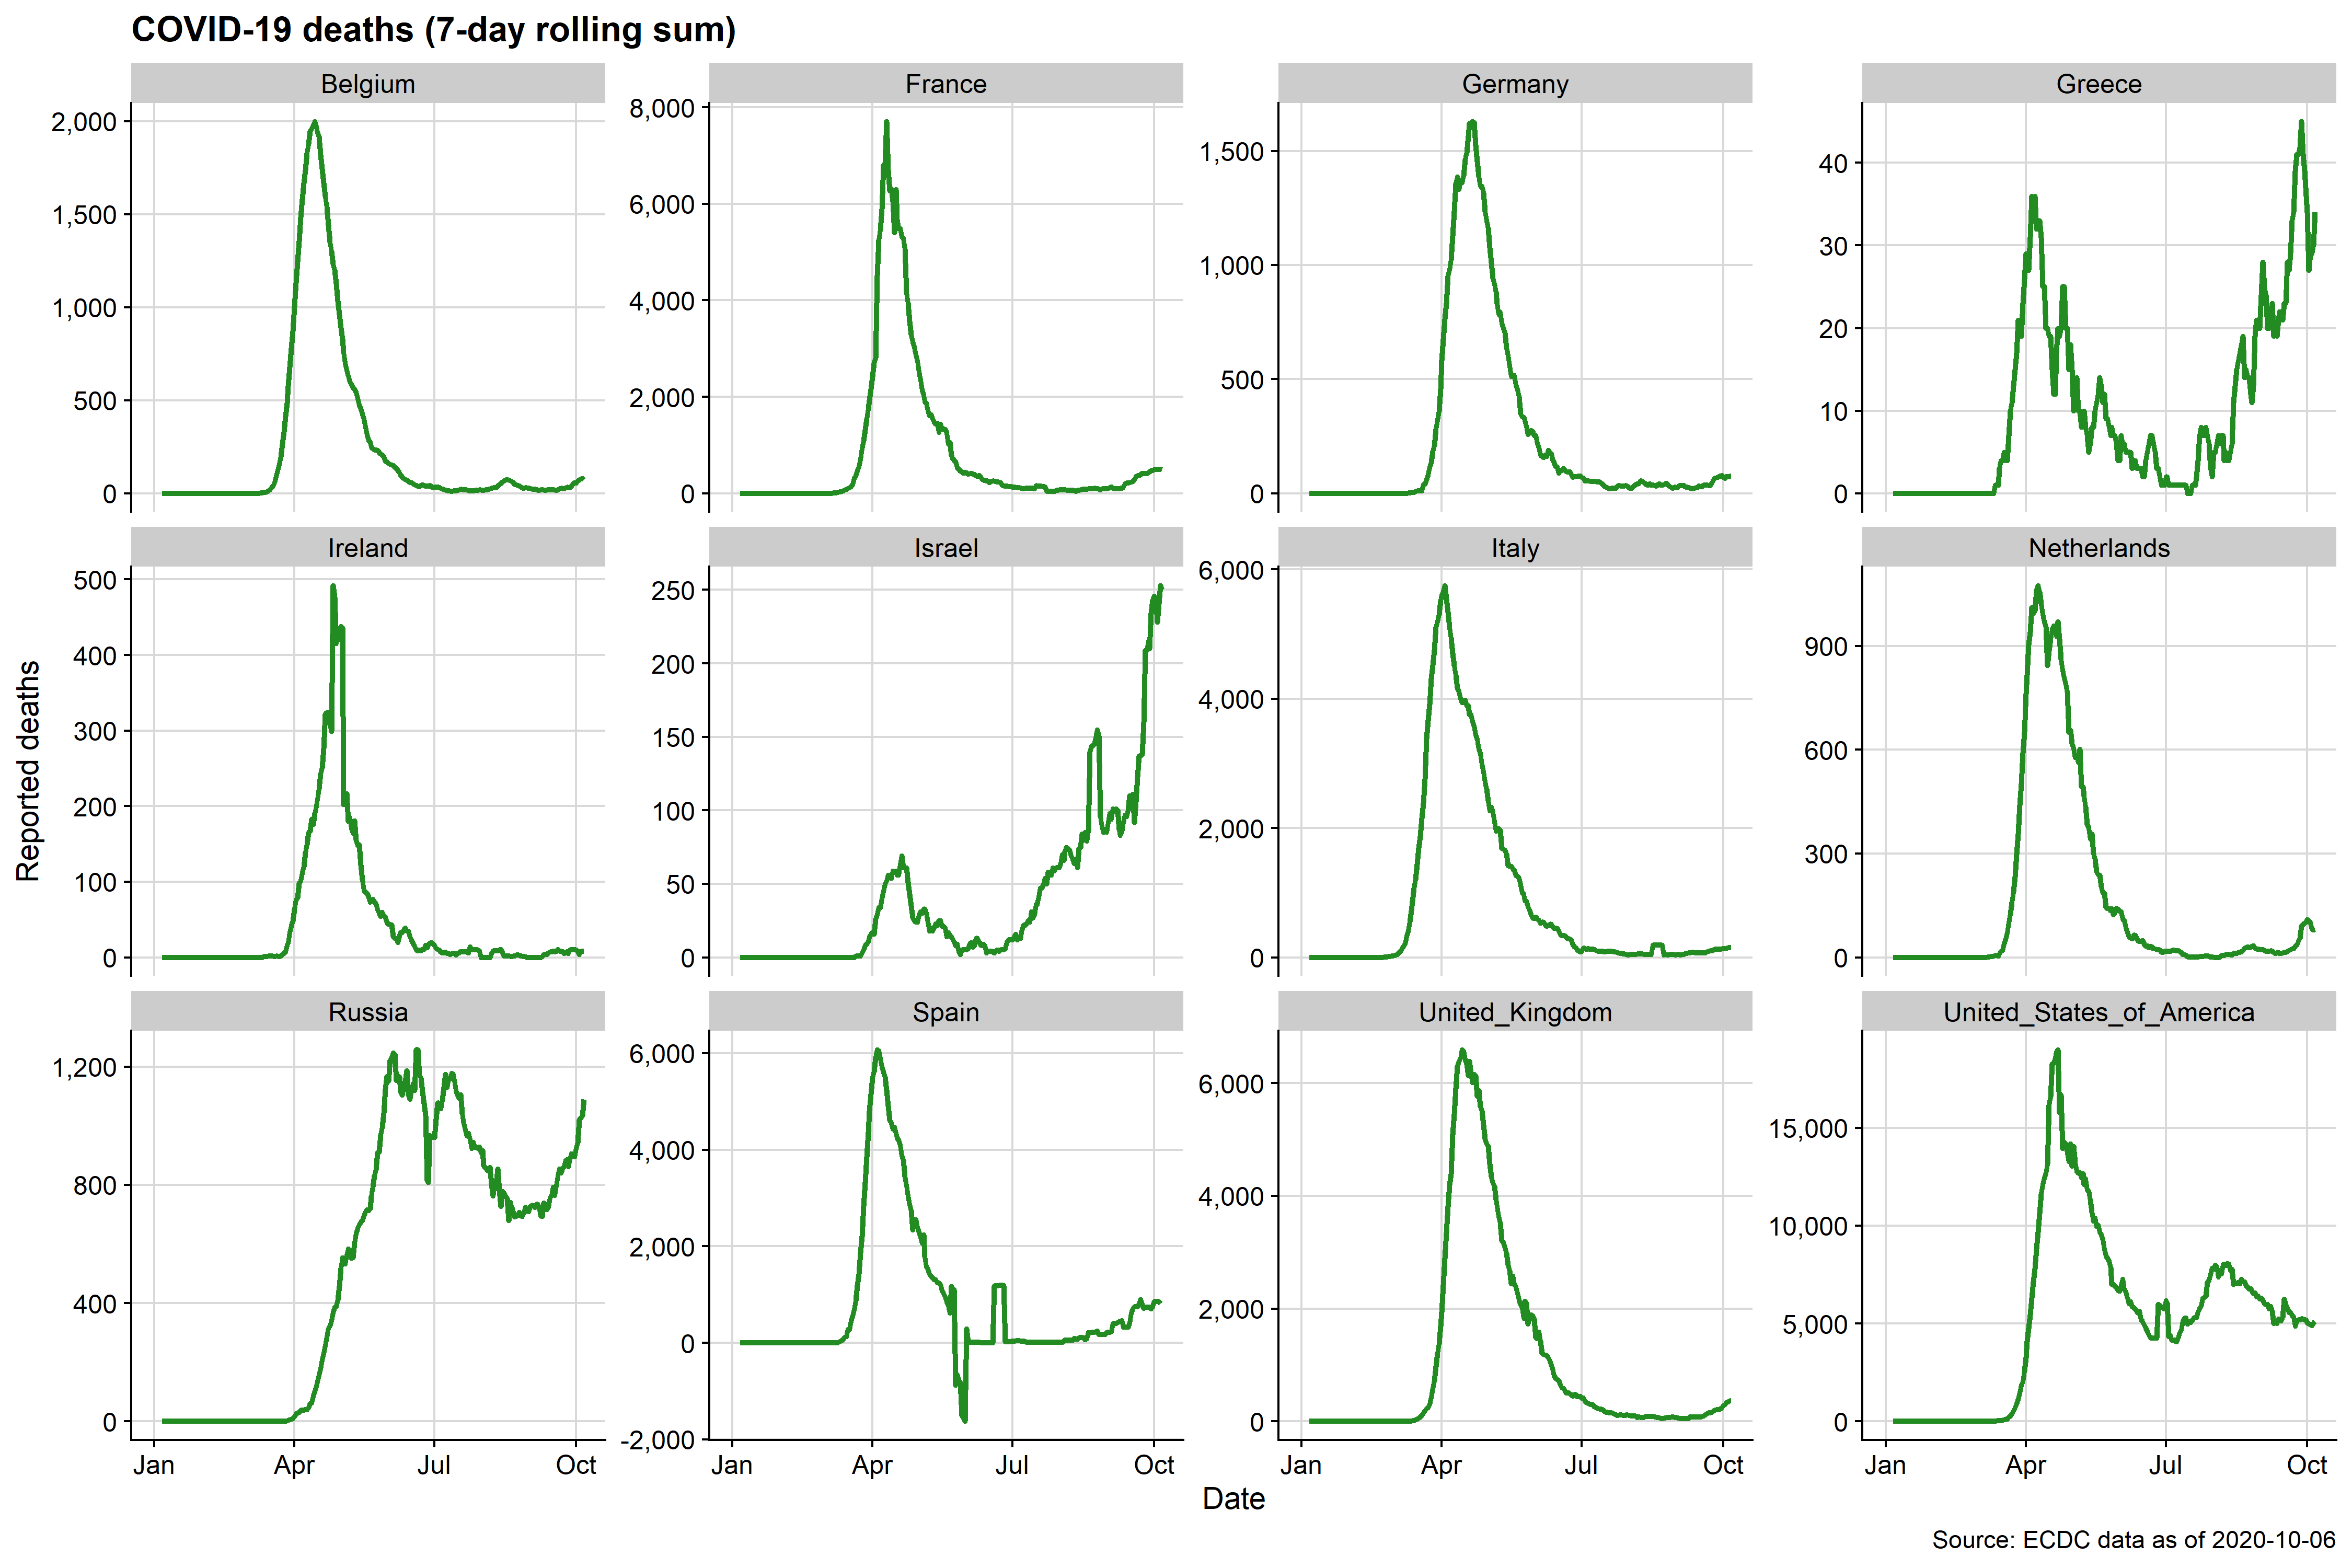 COVID-19 deaths (7-day rolling sum)
Belgium
France
Germany
Greece
2,000
1,500
1,000
500
0
8,000
6,000
4,000
2,000
0
1,500
1,000
500
0
40
30
20
10
0
Ireland
Israel
Italy
Netherlands
500
400
300
200
100
0
250
200
150
100
50
0
6,000
4,000
2,000
0
900
600
300
0
Russia
Spain
United_Kingdom
United_States_of_America
1,200
800
400
0
6,000
4,000
2,000
0
-2,000
6,000
4,000
2,000
0
15,000
10,000
5,000
0
Jan Apr Jul Oct
Jan Apr Jul Oct
Jan Apr Jul Oct
Jan Apr Jul Oct
Reported deaths
Date
Source: ECDC data as of 2020-10-06